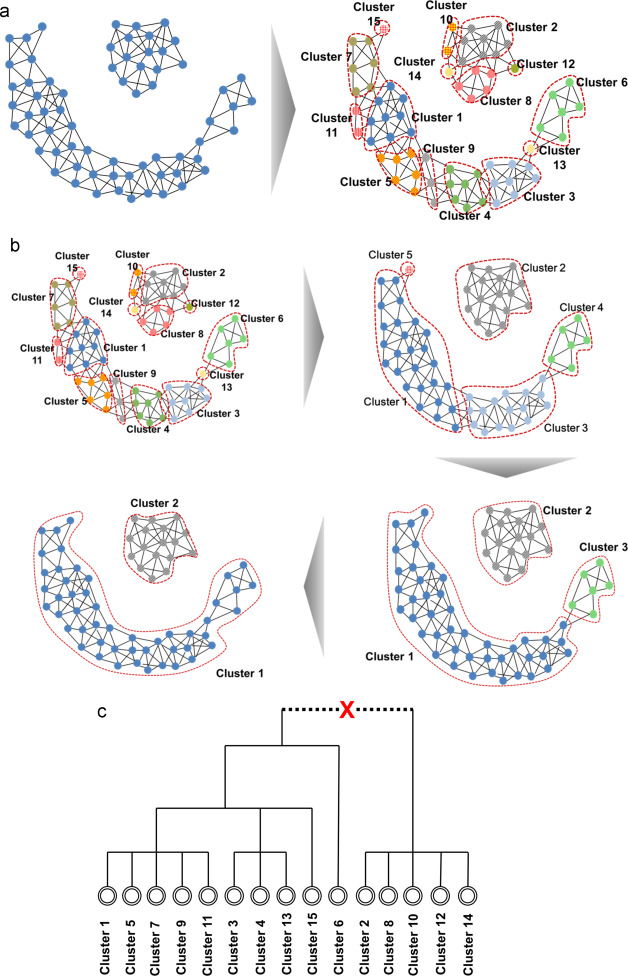 a
Cluster
15
Cluster
10
Cluster 2
Cluster 7
Cluster 12
Cluster
14
Cluster 6
Cluster 8
Cluster
11
Cluster 1
Cluster 9
Cluster
13
Cluster 5
Cluster 3
Cluster 4
b
Cluster
15
Cluster
10
Cluster 2
Cluster 7
Cluster
14
Cluster 12
Cluster 8
Cluster 6
Cluster
11
Cluster 1
Cluster 9
Cluster
13
Cluster 5
Cluster 3
Cluster 4
Cluster 5
Cluster 2
Cluster 4
Cluster 1
Cluster 3
Cluster 2
Cluster 1
Cluster 2
Cluster 3
Cluster 1
c
X
Cluster 1
Cluster 5
Cluster 7
Cluster 9
Cluster 11
Cluster 3
Cluster 4
Cluster 13
Cluster 15
Cluster 6
Cluster 2
Cluster 8
Cluster 10
Cluster 12
Cluster 14